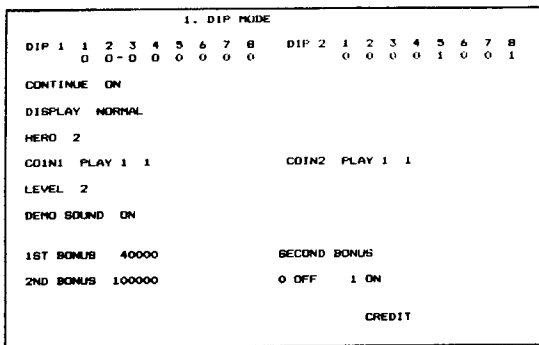 1. DIP MODE
DIP 1 1 2 3 4 5 6 7 8 DIP 2 1 2 3 4 5 6 7 8
0 0-0 0 0 0 0 0 0 0 0 0 1 0 0 1
CONTINUE ON
DISPLAY NORMAL
HERO 2
COIN1 PLAY 1 1 COIN2 PLAY 1 1
LEVEL 2
DEMO SOUND ON
1ST BONUS 40000 SECOND BONUS
2ND BONUS 100000 0 OFF 1 ON
CREDIT